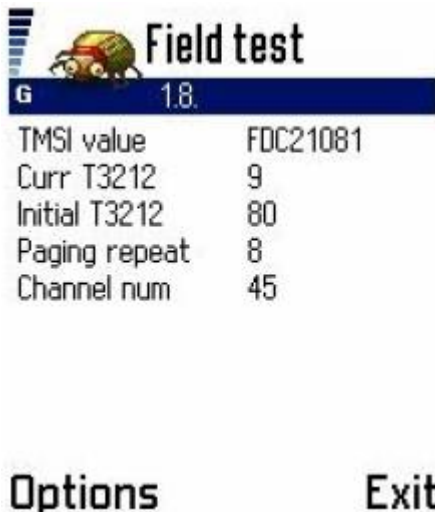 Field test
G 1.8.
TMSI value FDC21081
Curr T3212 9
Initial T3212 80
Paging repeat 8
Channel num 45
Options Exit